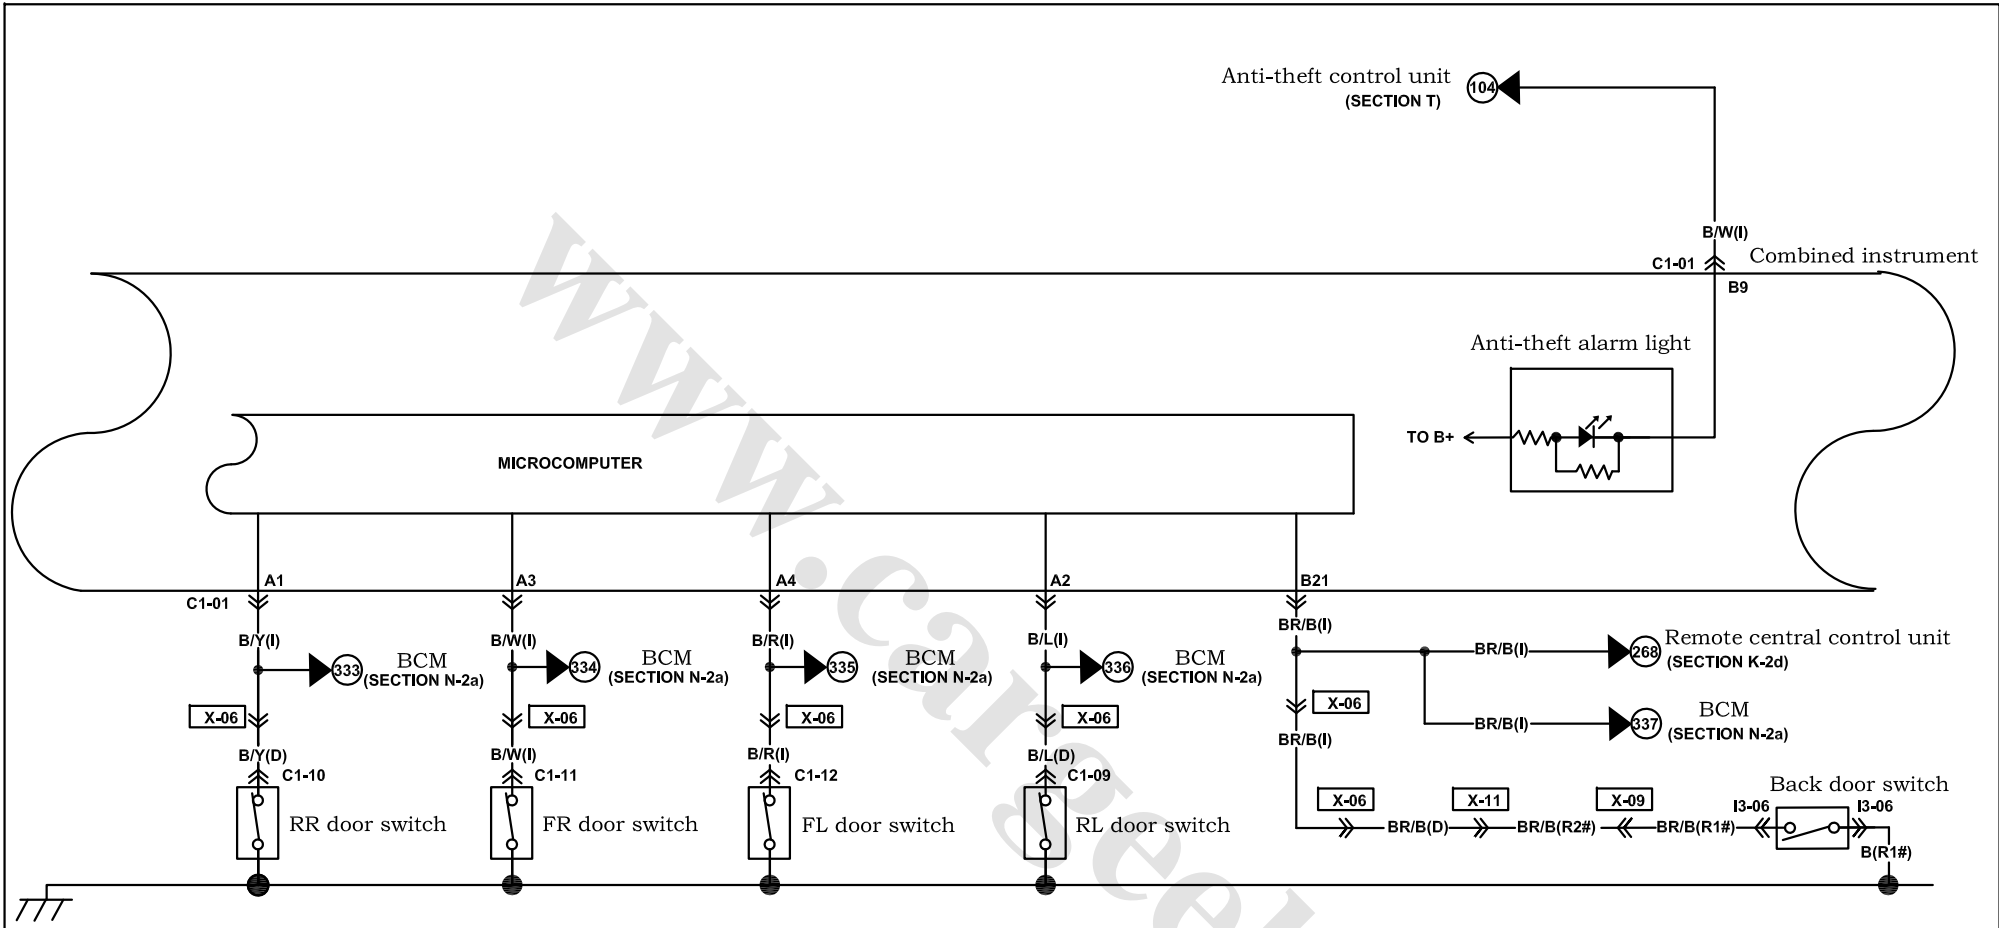 Anti-theft control unit
(SECTION T)
104
B/W(I)
C1-01
Combined instrument
B9
Anti-theft alarm light
TO B+
MICROCOMPUTER
A1
A3
A4
A2
B21
C1-01
BR/B(I)
B/Y(I)
B/W(I)
B/R(I)
B/L(I)
333
BCM
(SECTION N-2a)
334
BCM
(SECTION N-2a)
335
BCM
(SECTION N-2a)
336
BCM
(SECTION N-2a)
BR/B(I)
268
Remote central control unit
(SECTION K-2d)
X-06
X-06
X-06
X-06
X-06
BR/B(I)
337
BCM
(SECTION N-2a)
BR/B(I)
B/Y(D)
B/W(I)
B/R(I)
B/L(D)
C1-10
C1-11
C1-12
C1-09
RR door switch
FR door switch
FL door switch
RL door switch
X-06
X-11
X-09
Back door switch
I3-06
I3-06
BR/B(D)
BR/B(R2#)
BR/B(R1#)
B(R1#)
www.cargeek